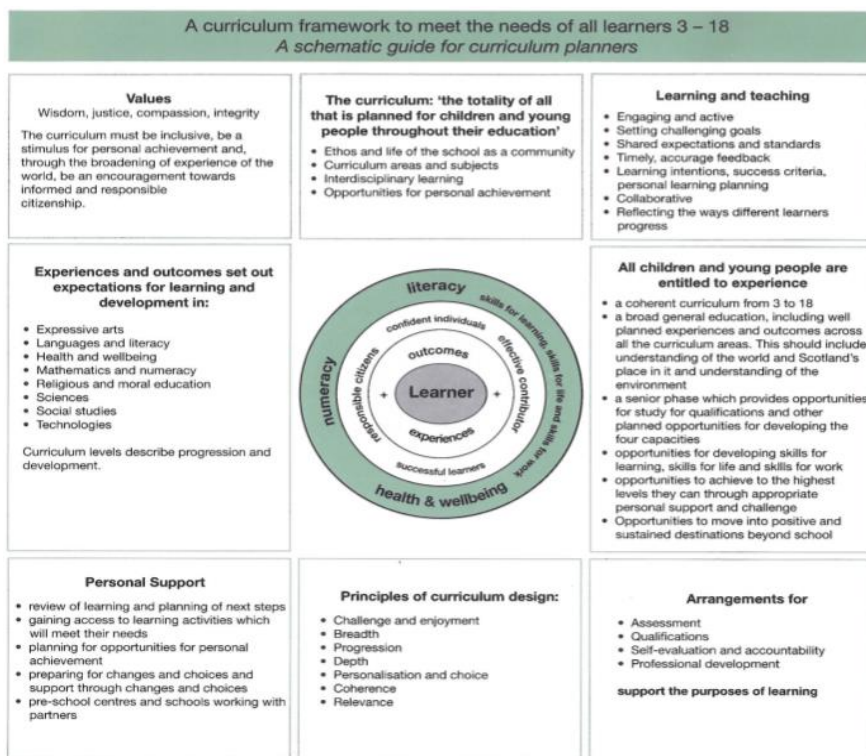 A curriculum framework to meet the needs of all learners 3 – 18
A schematic guide for curriculum planners
Values
Wisdom, justice, compassion, integrity
The curriculum must be inclusive, be a
stimulus for personal achievement and,
through the broadening of experience of the
world, be an encouragement towards
informed and responsible
citizenship.
The curriculum: ‘the totality of all
that is planned for children and young
people throughout their education’
• Ethos and life of the school as a community
• Curriculum areas and subjects
• Interdisciplinary learning
• Opportunities for personal achievement
Learning and teaching
• Engaging and active
• Setting challenging goals
• Shared expectations and standards
• Timely, accurage feedback
• Learning intentions, success criteria,
personal learning planning
• Collaborative
• Reflecting the ways different learners
progress
Experiences and outcomes set out
expectations for learning and
development in:
• Expressive arts
• Languages and literacy
• Health and wellbeing
• Mathematics and numeracy
• Religious and moral education
• Sciences
• Social studies
• Technologies
Curriculum levels describe progression and
development.
literacy
skills for learning, skills for life and skills for work
health & wellbeing
numeracy
confident individuals
effective contributor
successful learners
responsible citizens
outcomes
+ Learner +
experiences
All children and young people are
entitled to experience
• a coherent curriculum from 3 to 18
• a broad general education, including well
planned experiences and outcomes across
all the curriculum areas. This should include
understanding of the world and Scotland’s
place in it and understanding of the
environment
• a senior phase which provides opportunities
for study for qualifications and other
planned opportunities for developing the
four capacities
• opportunities for developing skills for
learning, skills for life and skills for work
• opportunities to achieve to the highest
levels they can through appropriate
personal support and challenge
• Opportunities to move into positive and
sustained destinations beyond school
Personal Support
• review of learning and planning of next steps
• gaining access to learning activities which
will meet their needs
• planning for opportunities for personal
achievement
• preparing for changes and choices and
support through changes and choices
• pre-school centres and schools working with
partners
Principles of curriculum design:
• Challenge and enjoyment
• Breadth
• Progression
• Depth
• Personalisation and choice
• Coherence
• Relevance
Arrangements for
• Assessment
• Qualifications
• Self-evaluation and accountability
• Professional development
support the purposes of learning